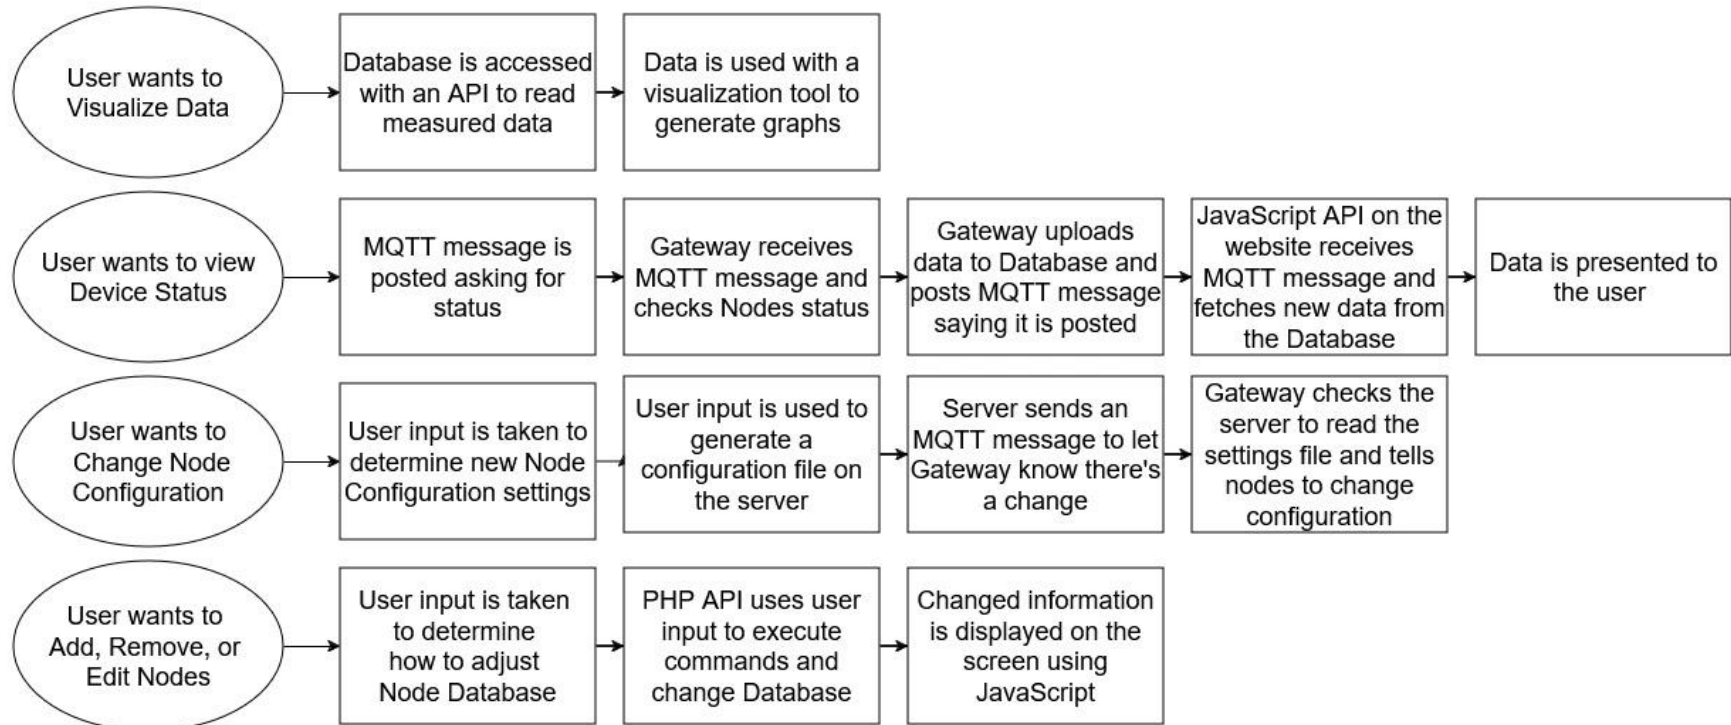 User wants to
Visualize Data
Database is accessed
with an API to read
measured data
Data is used with a
visualization tool to
generate graphs
User wants to view
Device Status
MQTT message is
posted asking for
status
Gateway receives
MQTT message and
checks Nodes status
Gateway uploads
data to Database and
posts MQTT message
saying it is posted
JavaScript API on the
website receives
MQTT message and
fetches new data from
the Database
Data is presented to
the user
User wants to
Change Node
Configuration
User input is taken to
determine new Node
Configuration settings
User input is used to
generate a
configuration file on
the server
Server sends an
MQTT message to let
Gateway know there's
a change
Gateway checks the
server to read the
settings file and tells
nodes to change
configuration
User wants to
Add, Remove, or
Edit Nodes
User input is taken
to determine
how to adjust
Node Database
PHP API uses user
input to execute
commands and
change Database
Changed information
is displayed on the
screen using
JavaScript